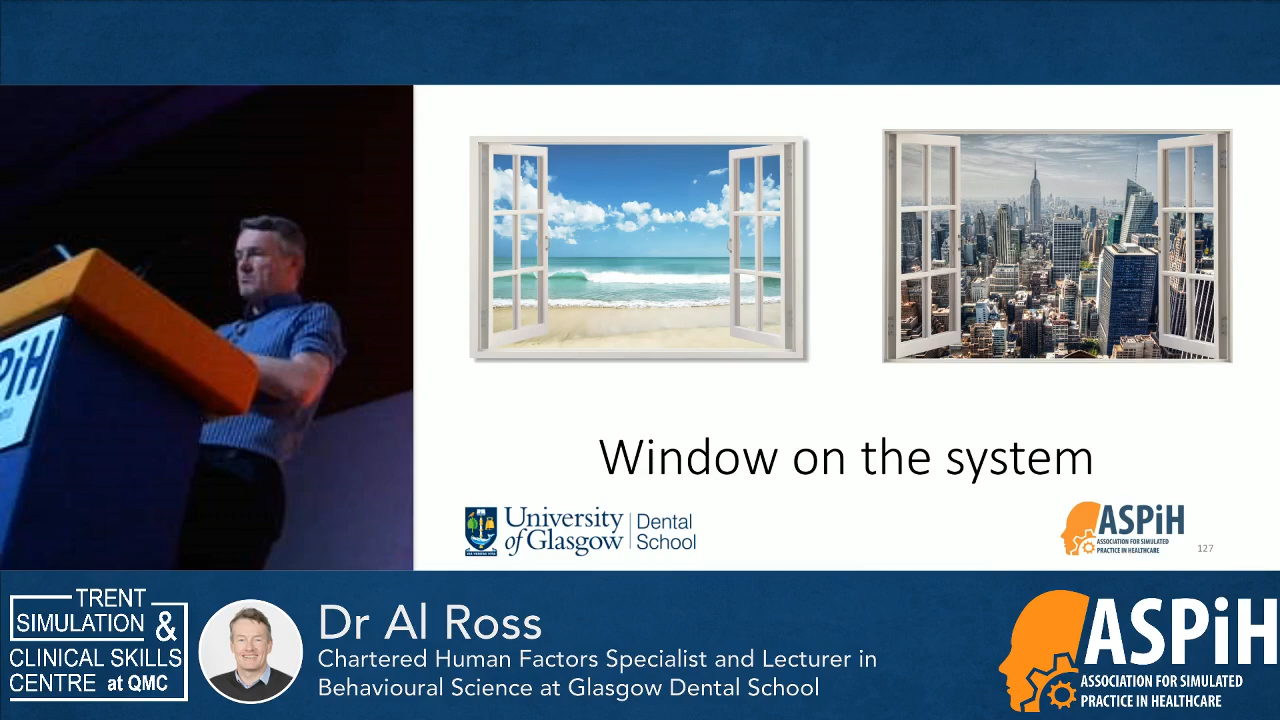 PiH
Window on the system
University
of Glasgow
Dental
School
ASPiH
ASSOCIATION FOR SIMULATED
PRACTICE IN HEALTHCARE
127
TRENT
SIMULATION &
CLINICAL SKILLS
CENTRE at QMC
Dr Al Ross
Chartered Human Factors Specialist and Lecturer in
Behavioural Science at Glasgow Dental School
ASPiH
ASSOCIATION FOR SIMULATED
PRACTICE IN HEALTHCARE